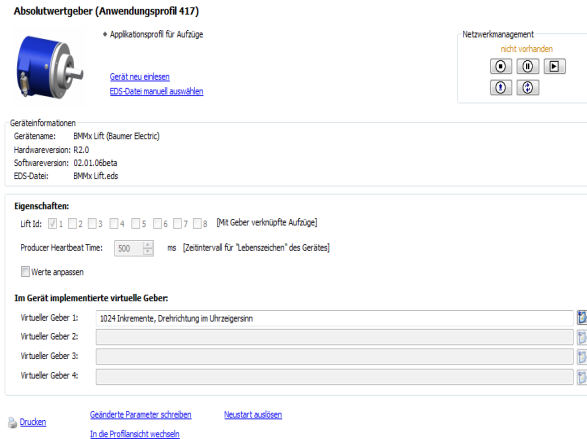 Absolutwertgeber (Anwendungsprofil 417)
Applikationsprofil für Aufzüge
Netzwerkmanagement
nicht vorhanden
Gerät neu einlesen
EDS-Datei manuell auswählen
Geräteinformationen
Gerätename: BMMx Lift (Baumer Electric)
Hardwareversion: R2.0
Softwareversion: 02.01.06beta
EDS-Datei: BMMx Lift.eds
Eigenschaften:
Lift Id: 1 2 3 4 5 6 7 8 [Mit Geber verknüpfte Aufzüge]
Producer Heartbeat Time: 500 ms [Zeitintervall für "Lebenszeichen" des Gerätes]
Werte anpassen
Im Gerät implementierte virtuelle Geber:
Virtueller Geber 1: 1024 Inkremente, Drehrichtung im Uhrzeigersinn
Virtueller Geber 2:
Virtueller Geber 3:
Virtueller Geber 4:
Drucken
Geänderte Parameter schreiben Neustart auslösen
In die Profilansicht wechseln